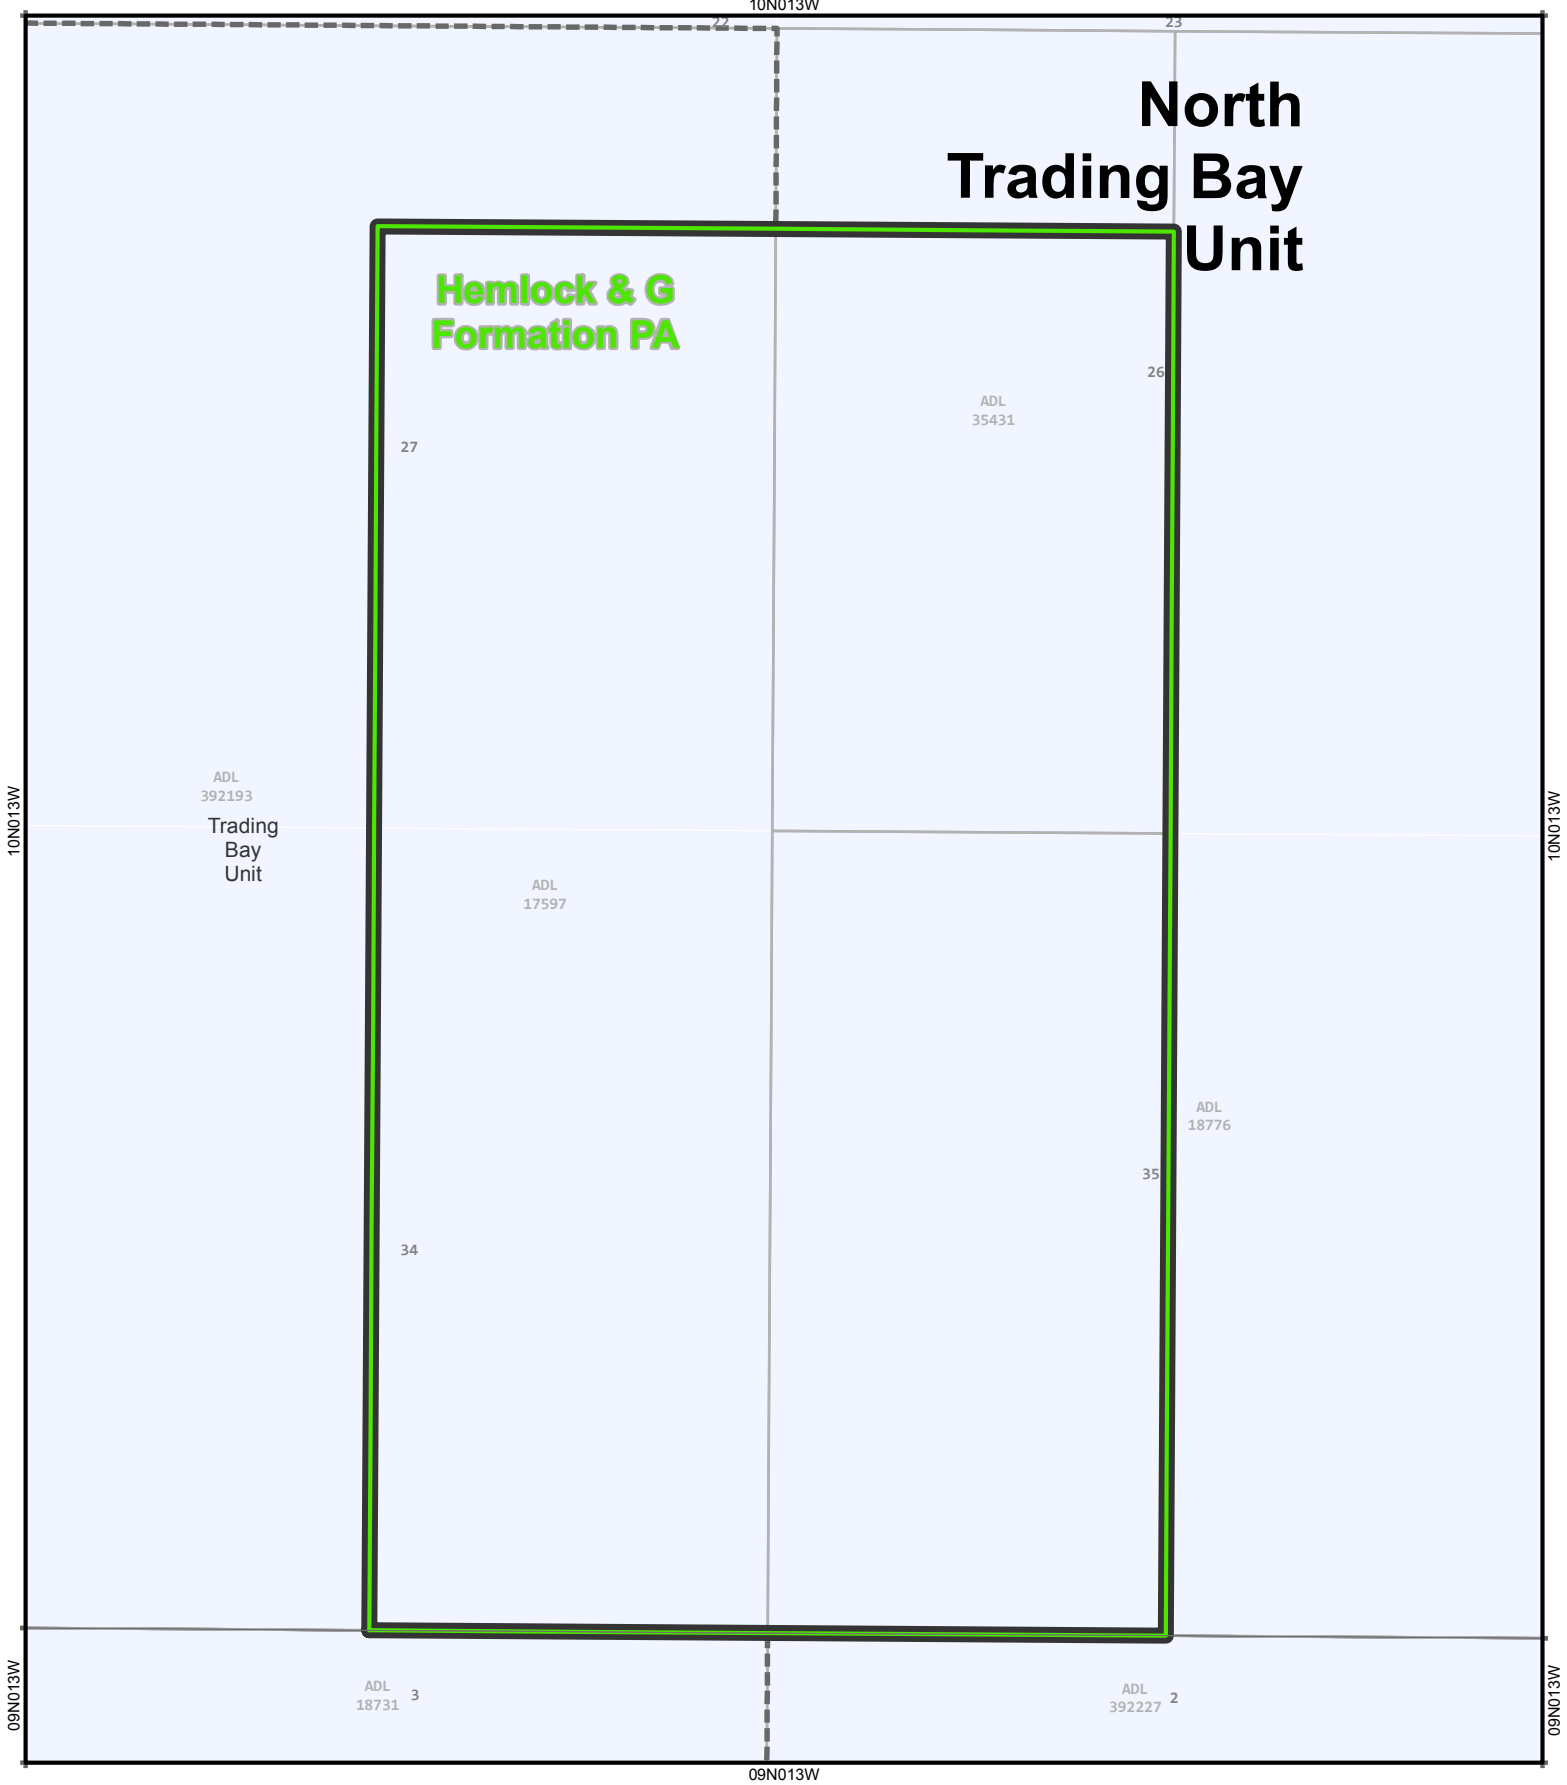 10N013W
22
23
North
Trading Bay
Unit
Hemlock & G
Formation PA
26
ADL
35431
27
ADL
392193
Trading
Bay
Unit
10N013W
10N013W
ADL
17597
ADL
18776
35
34
09N013W
09N013W
ADL
18731
3
ADL
392227
2
09N013W